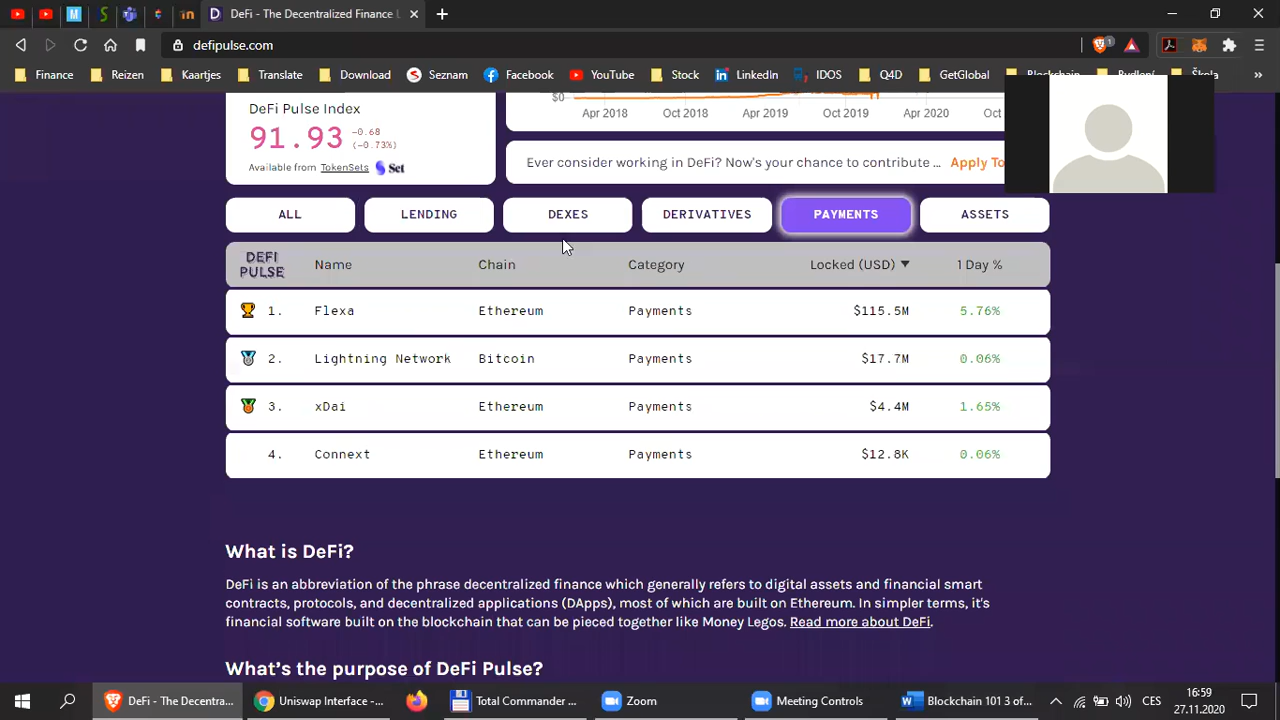 DeFi - The Decentralized Finance L
defipulse.com
1
Finance
Reizen
Kaartjes
Translate
Download
Seznam
Facebook
YouTube
Stock
LinkedIn
IDOS
Q4D
GetGlobal
DeFi Pulse Index
91.93
-0.68
(-0.73%)
Available from TokenSets Set
$0
Apr 2018 Oct 2018 Apr 2019 Oct 2019 Apr 2020 Oc
Ever consider working in DeFi? Now's your chance to contribute ... Apply To
ALL LENDING DEXES DERIVATIVES PAYMENTS ASSETS
DEFI
PULSE
Name Chain Category Locked (USD) ▼ 1 Day %
1. Flexa Ethereum Payments $115.5M 5.76%
2. Lightning Network Bitcoin Payments $17.7M 0.06%
3. xDai Ethereum Payments $4.4M 1.65%
4. Connext Ethereum Payments $12.8K 0.06%
What is DeFi?
DeFi is an abbreviation of the phrase decentralized finance which generally refers to digital assets and financial smart
contracts, protocols, and decentralized applications (DApps), most of which are built on Ethereum. In simpler terms, it's
financial software built on the blockchain that can be pieced together like Money Legos. Read more about DeFi.
What's the purpose of DeFi Pulse?
DeFi - The Decentra...
Uniswap Interface -...
Total Commander ...
Zoom
Meeting Controls
Blockchain 101 3 of...
CES
16:59
27.11.2020